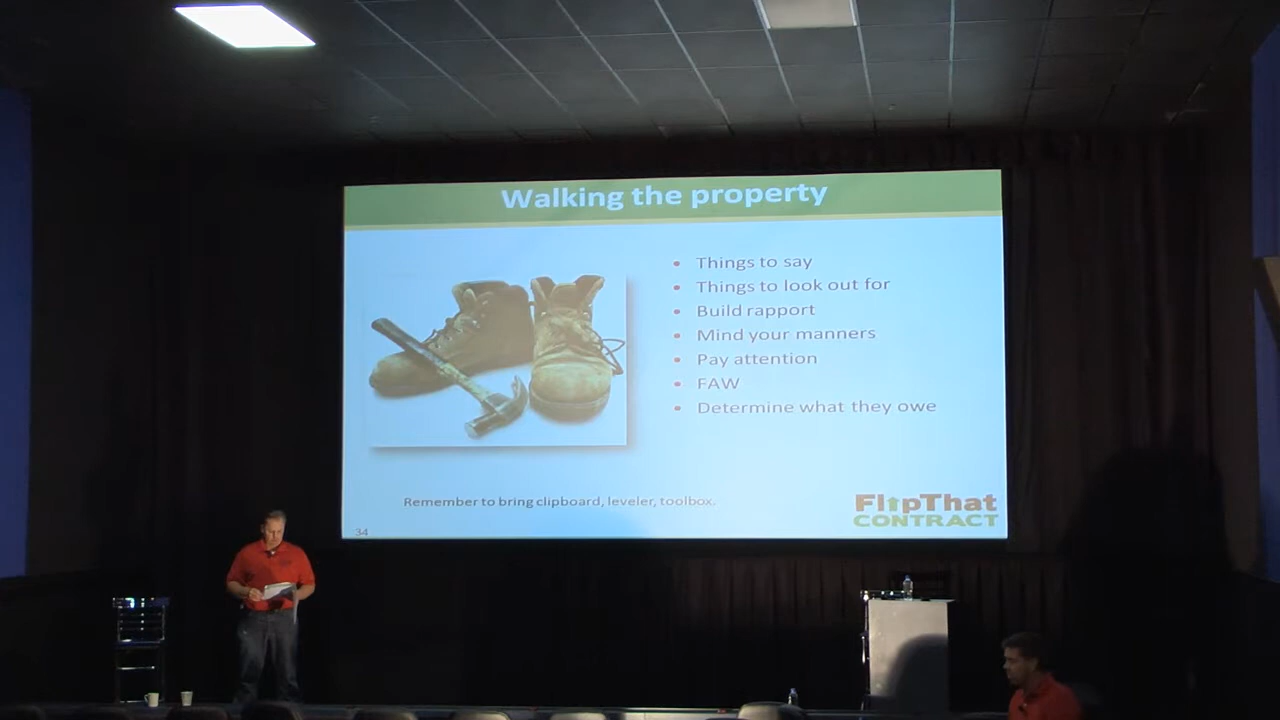 Walking the property
Things to say
Things to look out for
Build rapport
Mind your manners
Pay attention
FAW
Determine what they owe
Remember to bring clipboard, leveler, toolbox.
FlipThat
CONTRACT
34